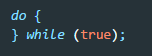 do {
} while (true);